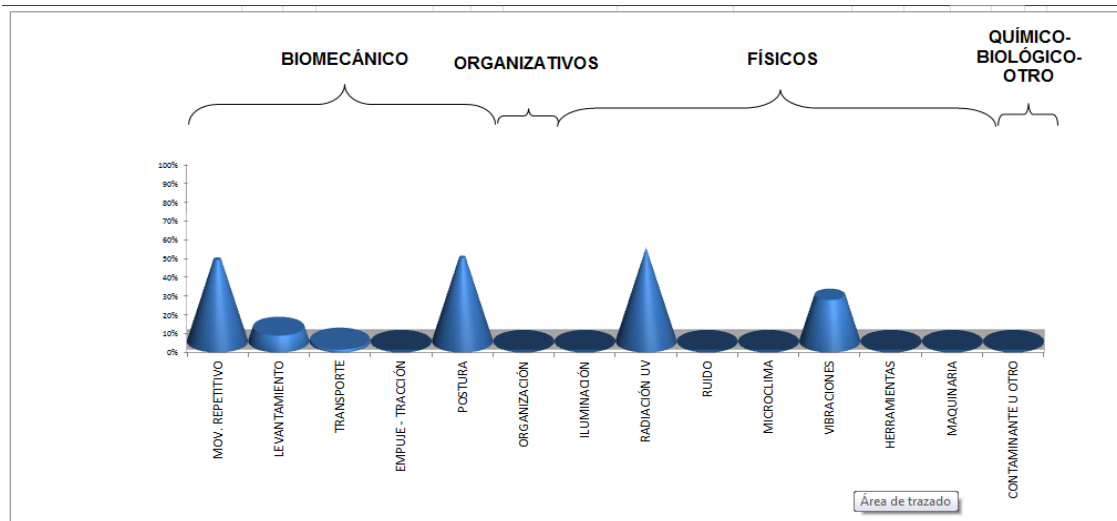 BIOMECÁNICO
ORGANIZATIVOS
FÍSICOS
QUÍMICO-
BIOLÓGICO-
OTRO
100%
90%
80%
70%
60%
50%
40%
30%
20%
10%
0%
MOV. REPETITIVO
LEVANTAMIENTO
TRANSPORTE
EMPUJE - TRACCIÓN
POSTURA
ORGANIZACIÓN
ILUMINACIÓN
RADIACIÓN UV
RUIDO
MICROCLIMA
VIBRACIONES
HERRAMIENTAS
MAQUINARIA
CONTAMINANTE U OTRO
Área de trazado